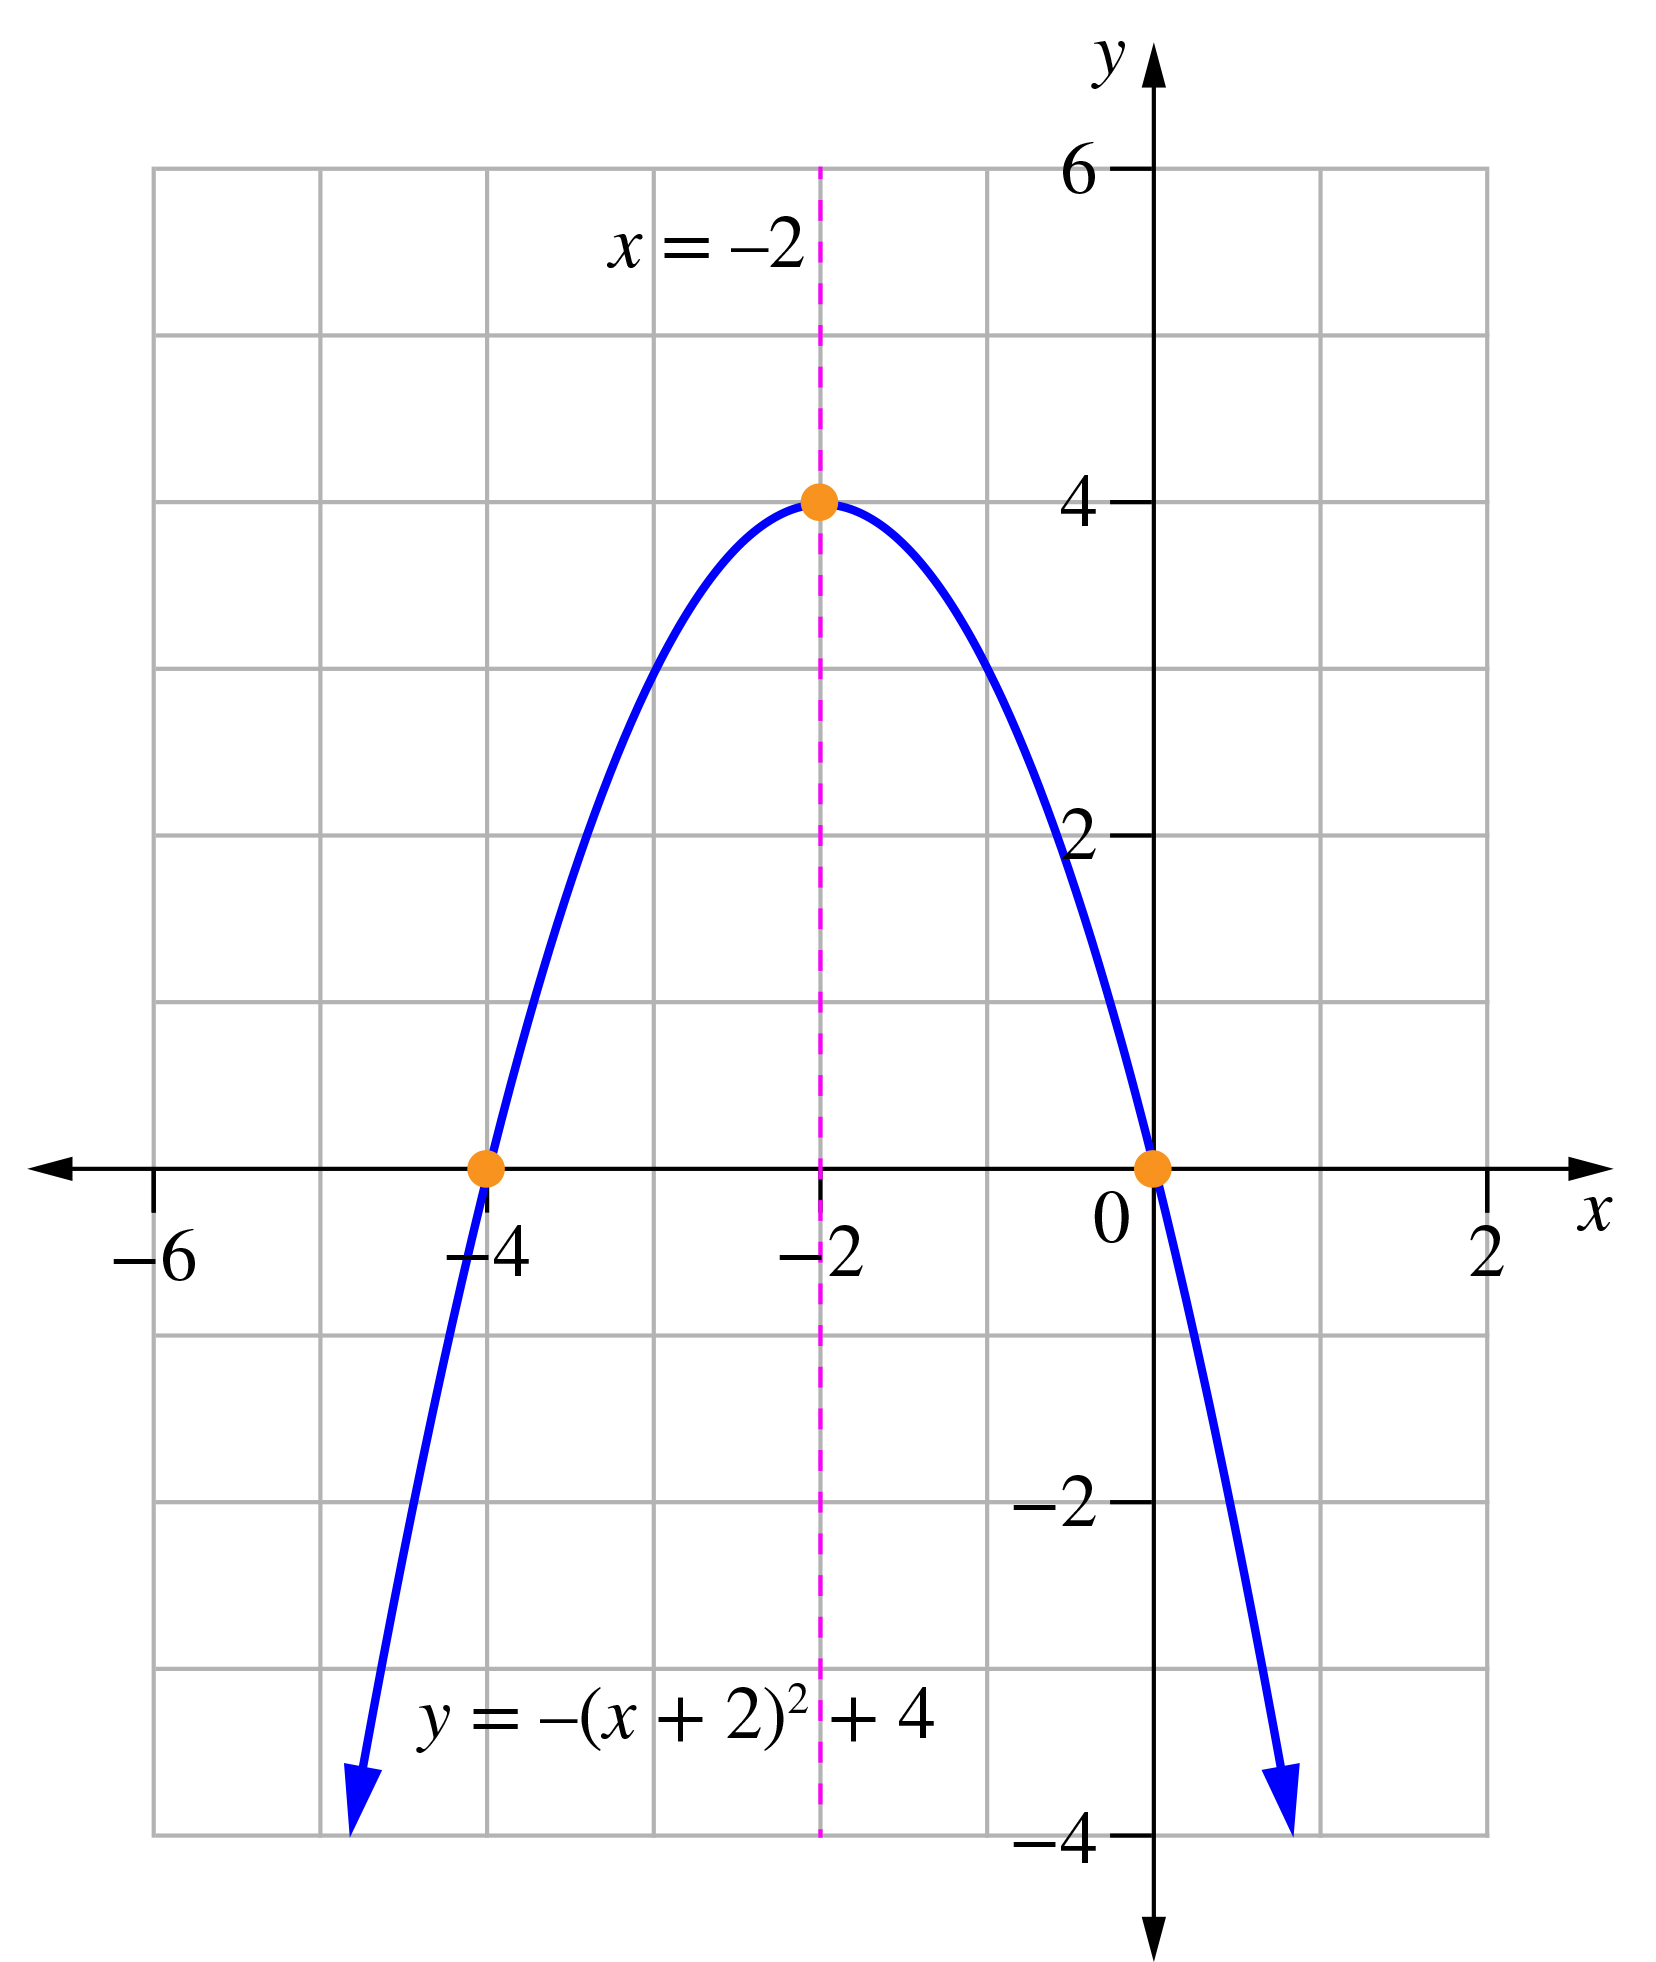 y
6
x = –2
4
2
0
x
–6
–4
–2
2
–2
y = –(x + 2)² + 4
–4